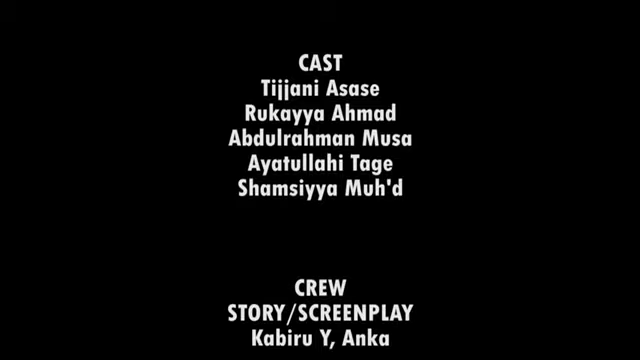 CAST
Tijjani Asase
Rukayya Ahmad
Abdulrahman Musa
Ayatullahi Tage
Shamsiyya Muh'd
CREW
STORY/SCREENPLAY
Kabiru Y, Anka